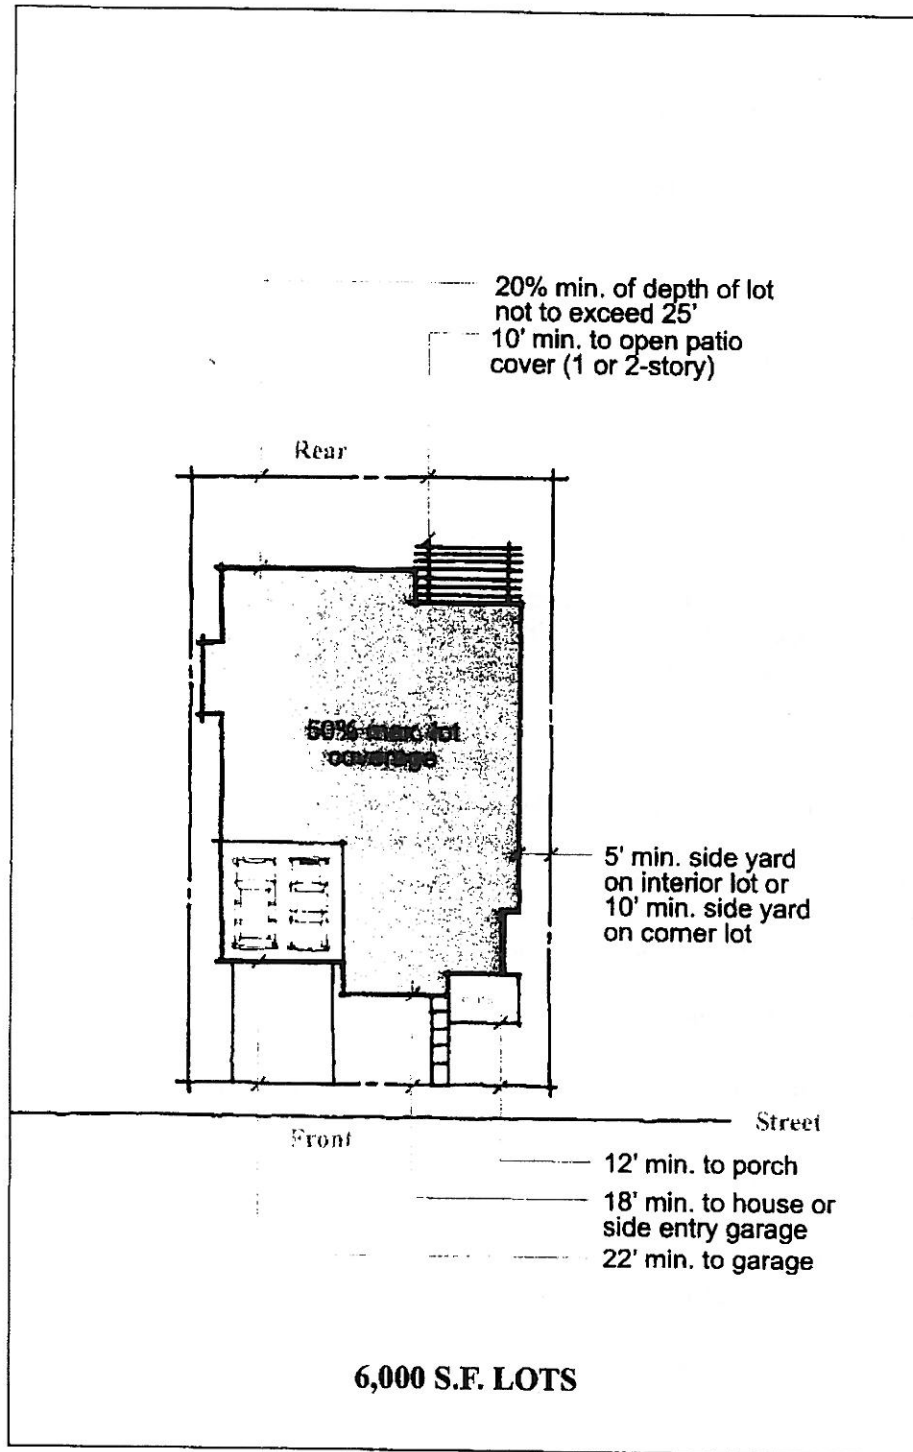 20% min. of depth of lot
not to exceed 25'
10' min. to open patio
cover (1 or 2-story)
Rear
max. lot
coverage
5' min. side yard
on interior lot or
10' min. side yard
on corner lot
Street
Front
12' min. to porch
18' min. to house or
side entry garage
22' min. to garage
6,000 S.F. LOTS